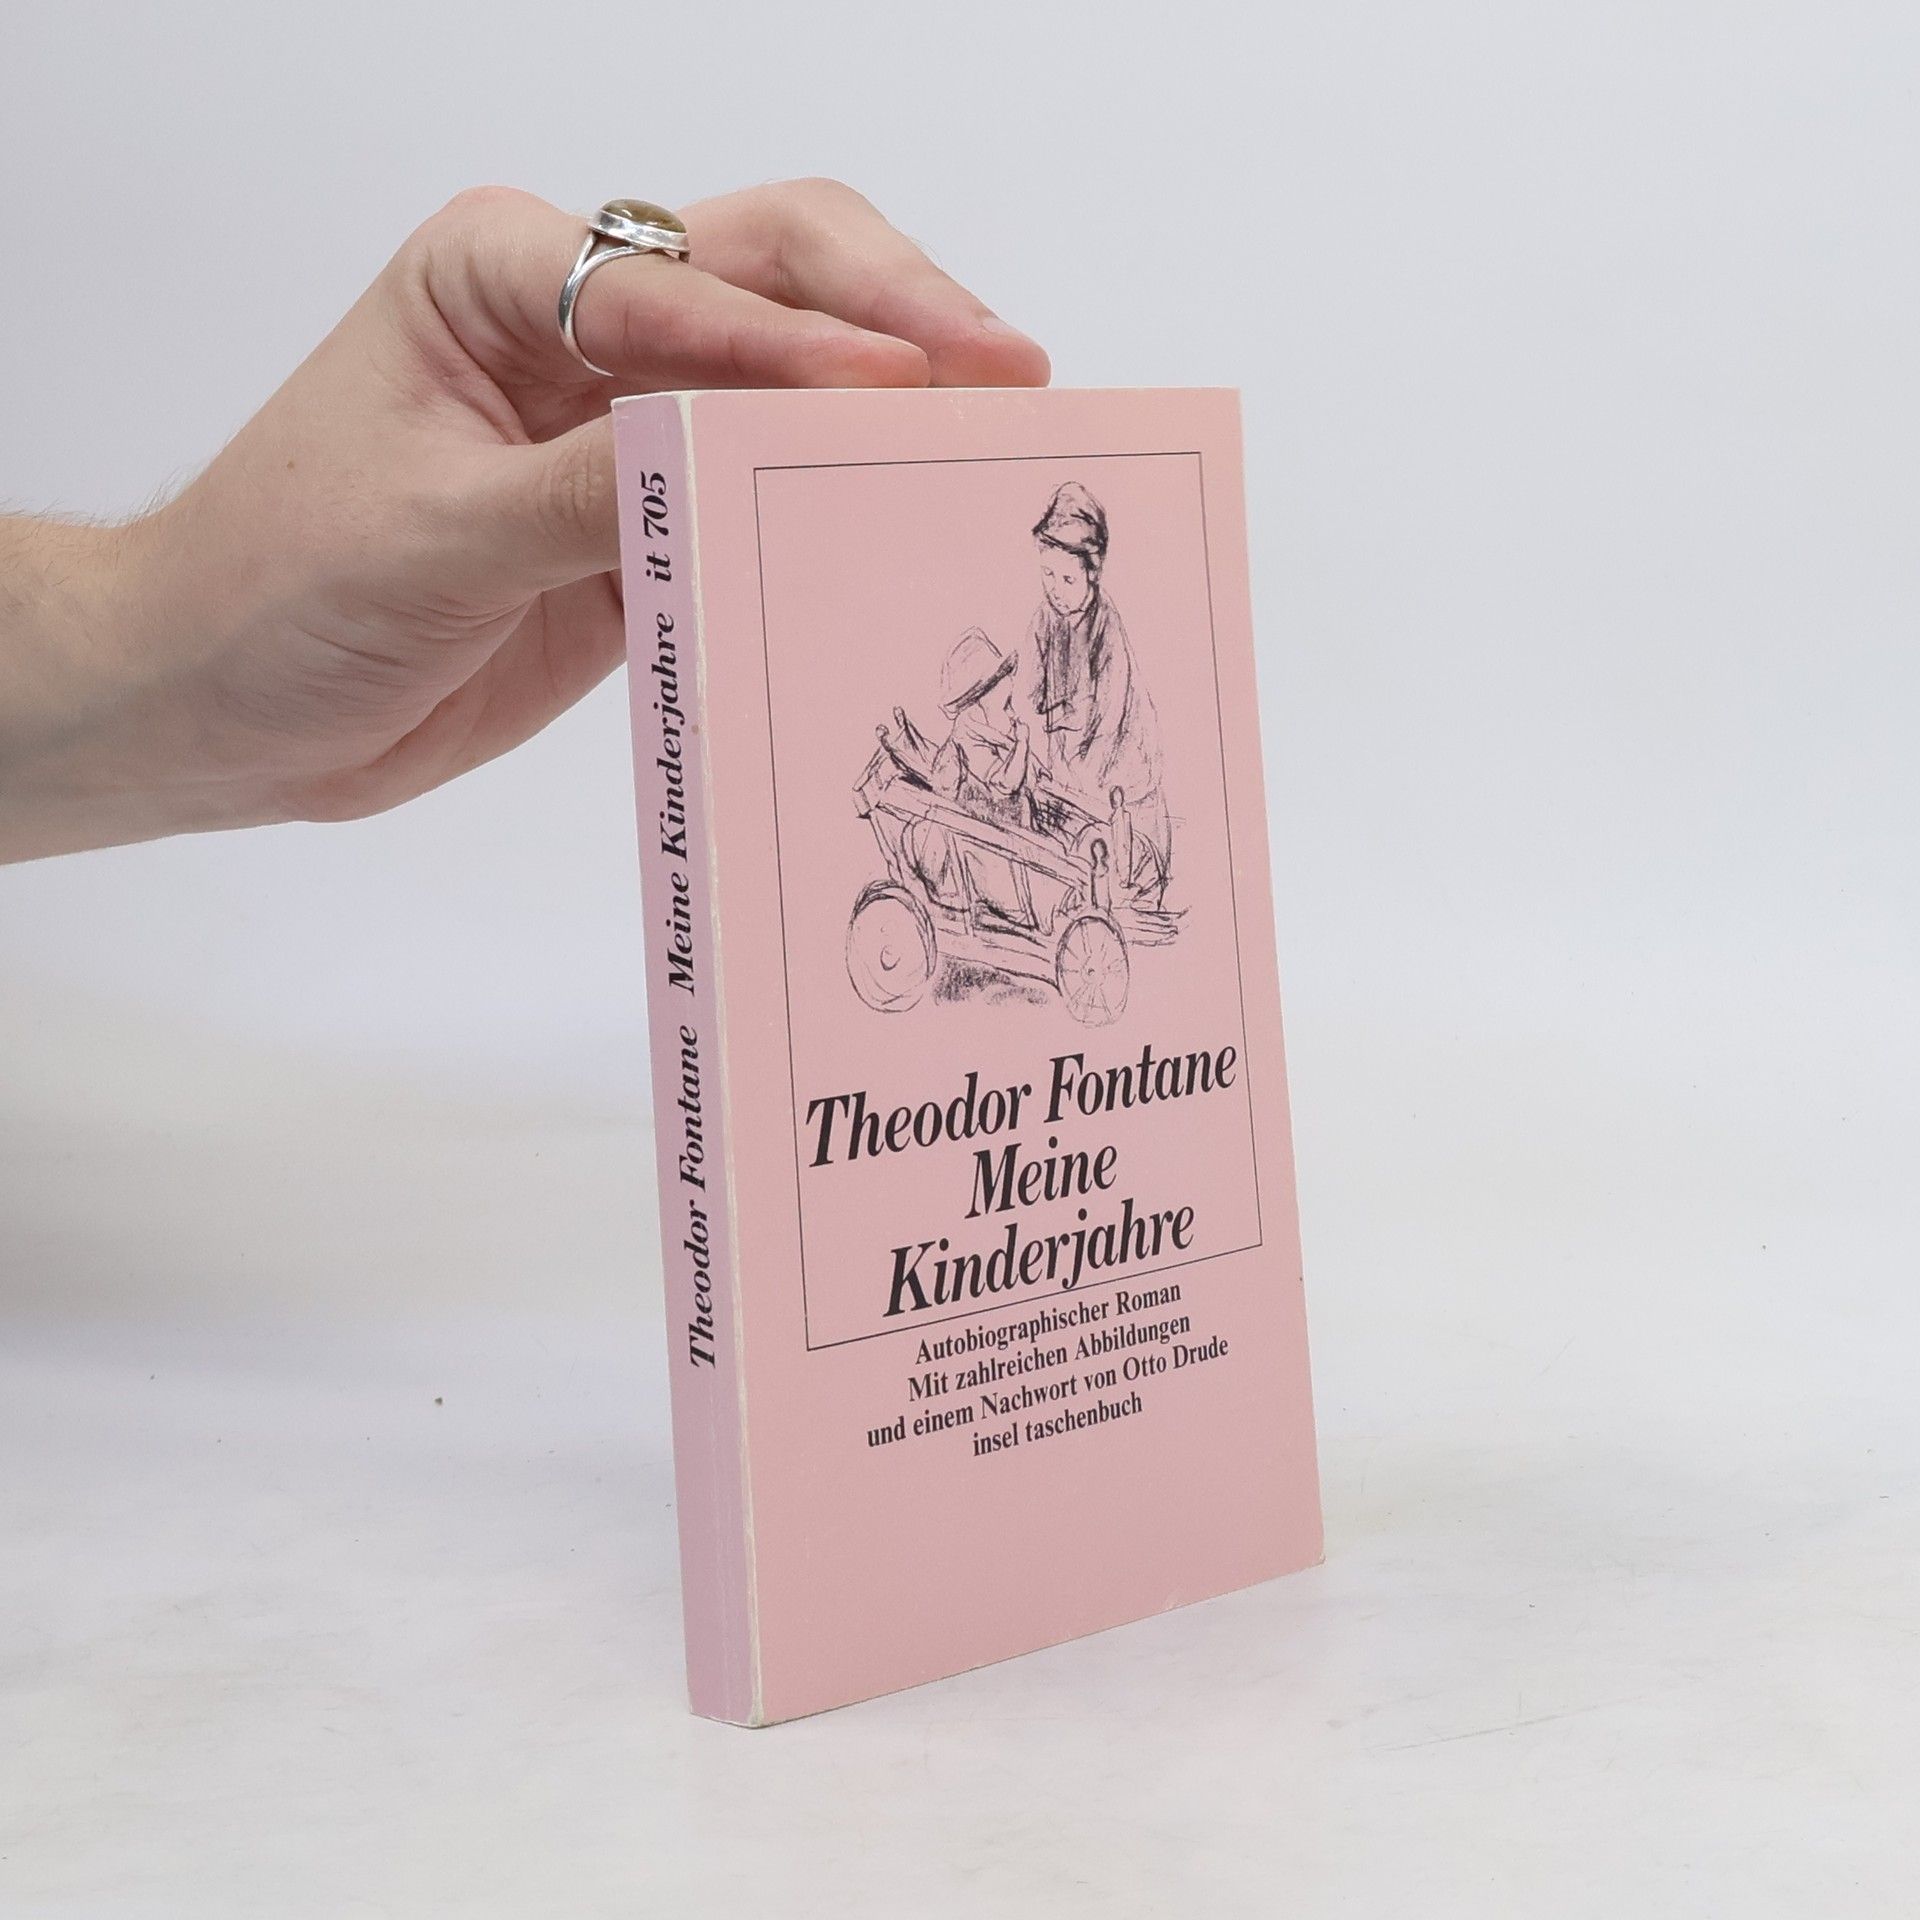 Theodor Fontane Meine Kinderjahre it 705
Theodor Fontane
Meine
Kinderjahre
Autobiographischer Roman
Mit zahlreichen Abbildungen
und einem Nachwort von Otto Drude
insel taschenbuch